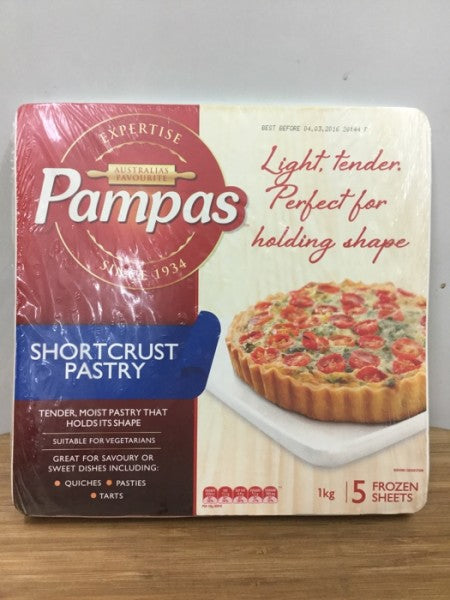 EXPERTISE
AUSTRALIAS
FAVOURITE
Pampas
SINCE 1934
BEST BEFORE 04.03.2016
Light, tender.
Perfect for
holding shape
SHORTCRUST
PASTRY
TENDER, MOIST PASTRY THAT
HOLDS ITS SHAPE
SUITABLE FOR VEGETARIANS
GREAT FOR SAVOURY OR
SWEET DISHES INCLUDING:
• QUICHES • PASTIES
• TARTS
SERVING SUGGESTION
1kg
5 FROZEN
SHEETS